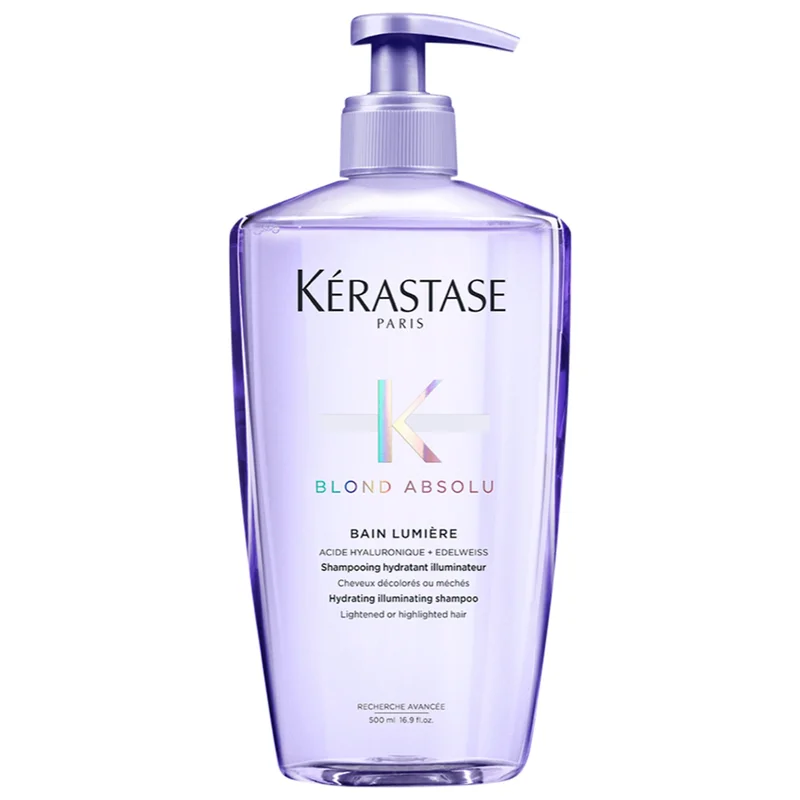 KÉRASTASE
PARIS
K
BLOND ABSOLU
BAIN LUMIÈRE
ACIDE HYALURONIQUE + EDELWEISS
Shampooing hydratant illuminateur
Cheveux décolorés ou méchés
Hydrating illuminating shampoo
Lightened or highlighted hair
RECHERCHE AVANCÉE
500 ml 16.9 fl.oz.